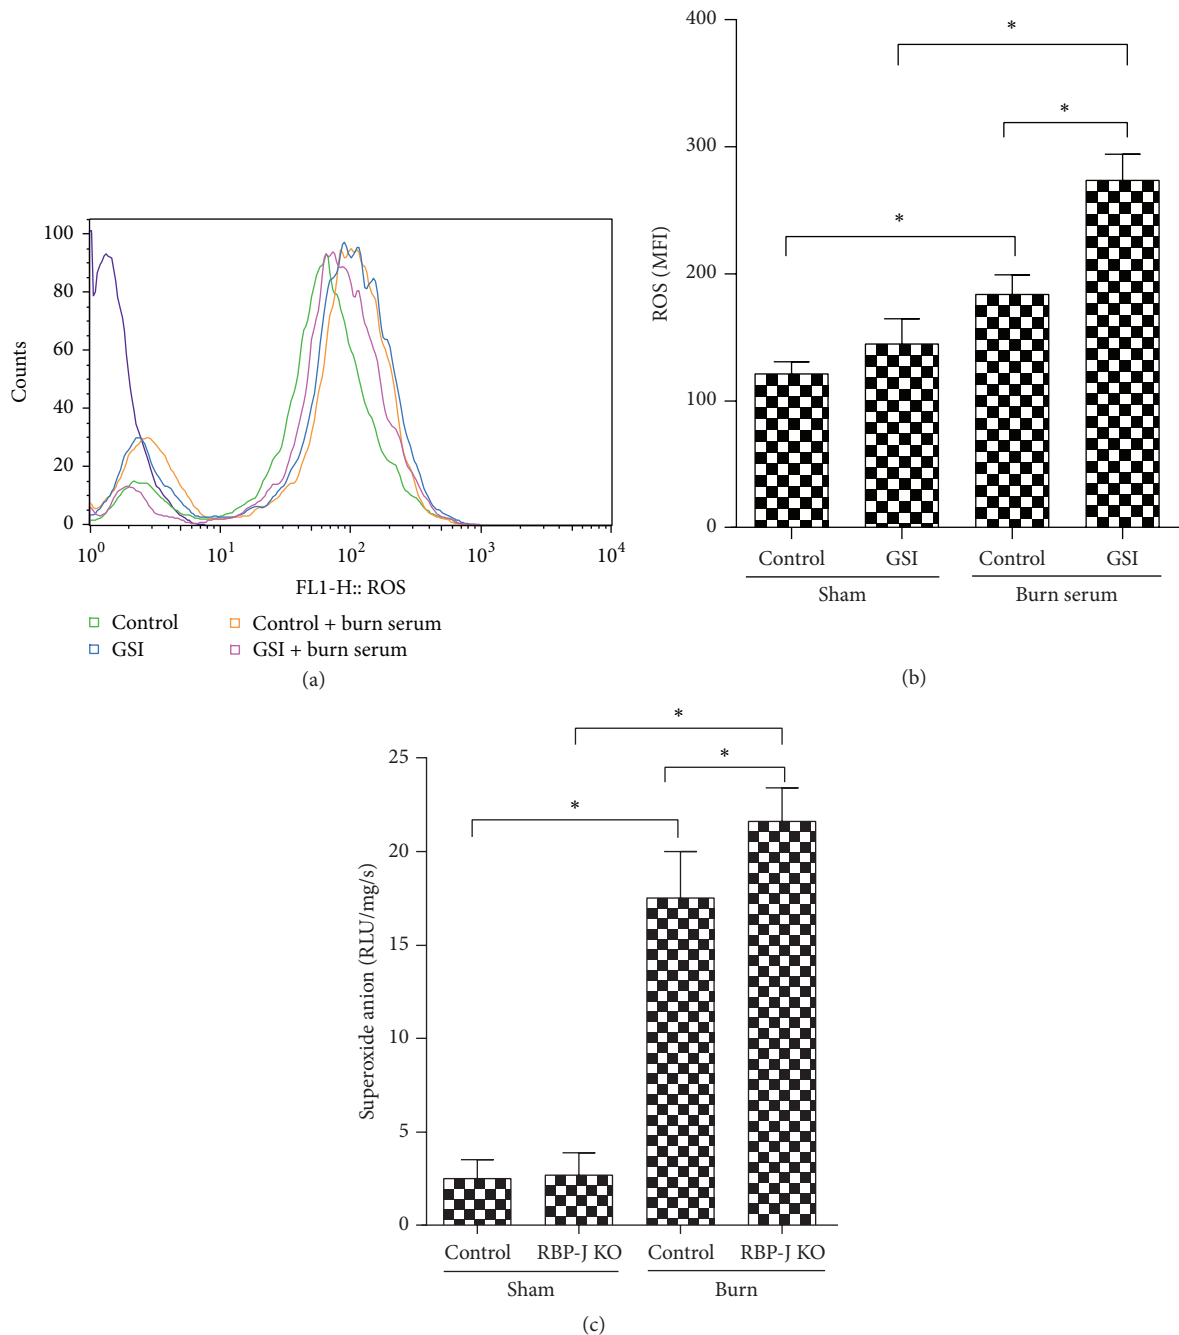 100
80
60
40
20
0
Counts
10^0
10^1
10^2
10^3
10^4
FL1-H:: ROS
Control
Control + burn serum
GSI
GSI + burn serum
(a)
400
300
200
100
0
ROS (MFI)
*
*
*
Control
GSI
Control
GSI
Sham
Burn serum
(b)
25
20
15
10
5
0
Superoxide anion (RLU/mg/s)
*
*
*
Control
RBP-J KO
Control
RBP-J KO
Sham
Burn
(c)